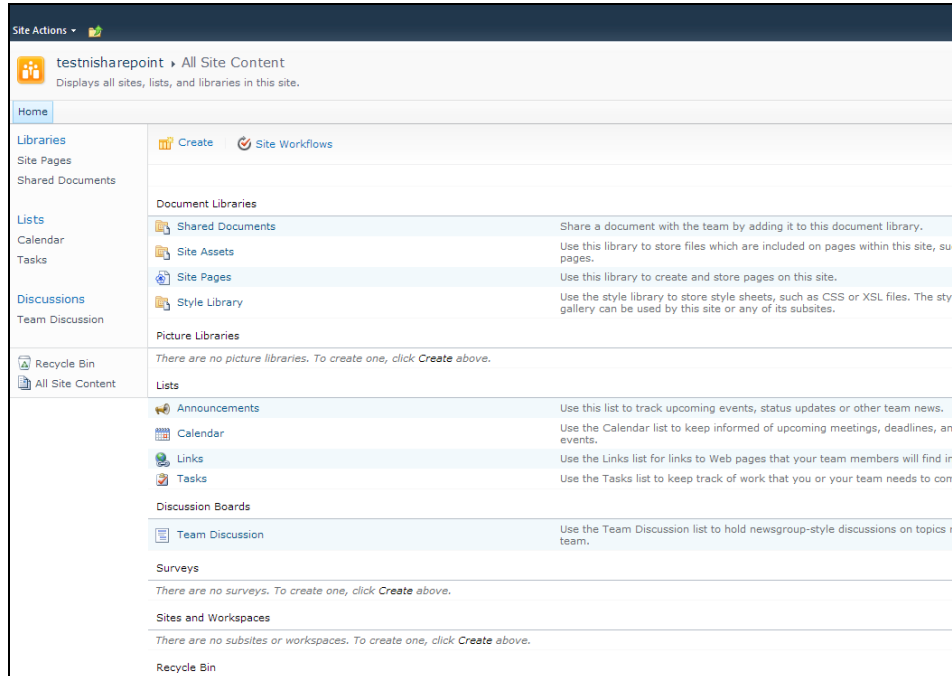 Site Actions
testnisharepoint ▸ All Site Content
Displays all sites, lists, and libraries in this site.
Home
Libraries
Site Pages
Shared Documents
Lists
Calendar
Tasks
Discussions
Team Discussion
Recycle Bin
All Site Content
Create Site Workflows
Document Libraries
Shared Documents Share a document with the team by adding it to this document library.
Site Assets Use this library to store files which are included on pages within this site,
pages.
Site Pages Use this library to create and store pages on this site.
Style Library Use the style library to store style sheets, such as CSS or XSL files. The
gallery can be used by this site or any of its subsites.
Picture Libraries
There are no picture libraries. To create one, click Create above.
Lists
Announcements Use this list to track upcoming events, status updates or other team news.
Calendar Use the Calendar list to keep informed of upcoming meetings, deadlines,
events.
Links Use the Links list for links to Web pages that your team members will find
Tasks Use the Tasks list to keep track of work that you or your team needs to
Discussion Boards
Team Discussion Use the Team Discussion list to hold newsgroup-style discussions on topics
team.
Surveys
There are no surveys. To create one, click Create above.
Sites and Workspaces
There are no subsites or workspaces. To create one, click Create above.
Recycle Bin